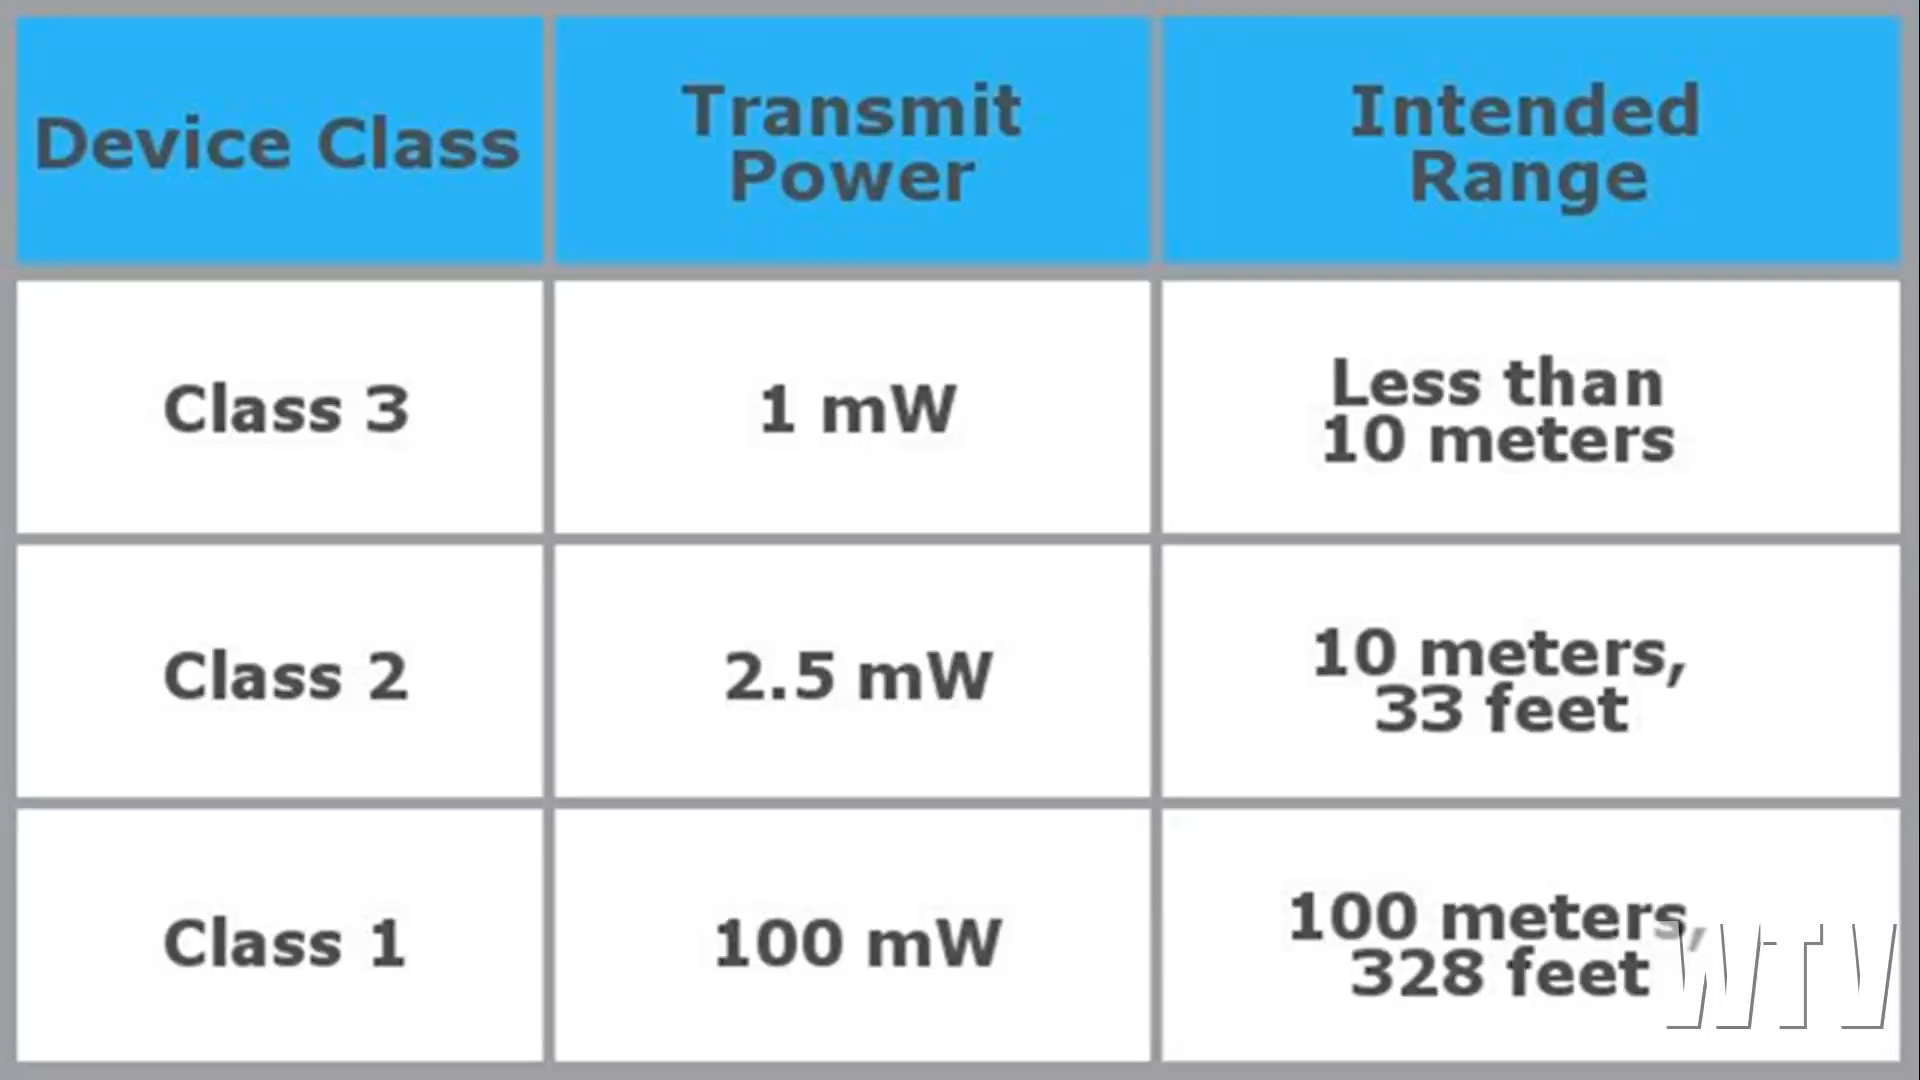 Device Class
Transmit
Power
Intended
Range
Class 3
1 mW
Less than
10 meters
Class 2
2.5 mW
10 meters,
33 feet
Class 1
100 mW
100 meters,
328 feet
WTV